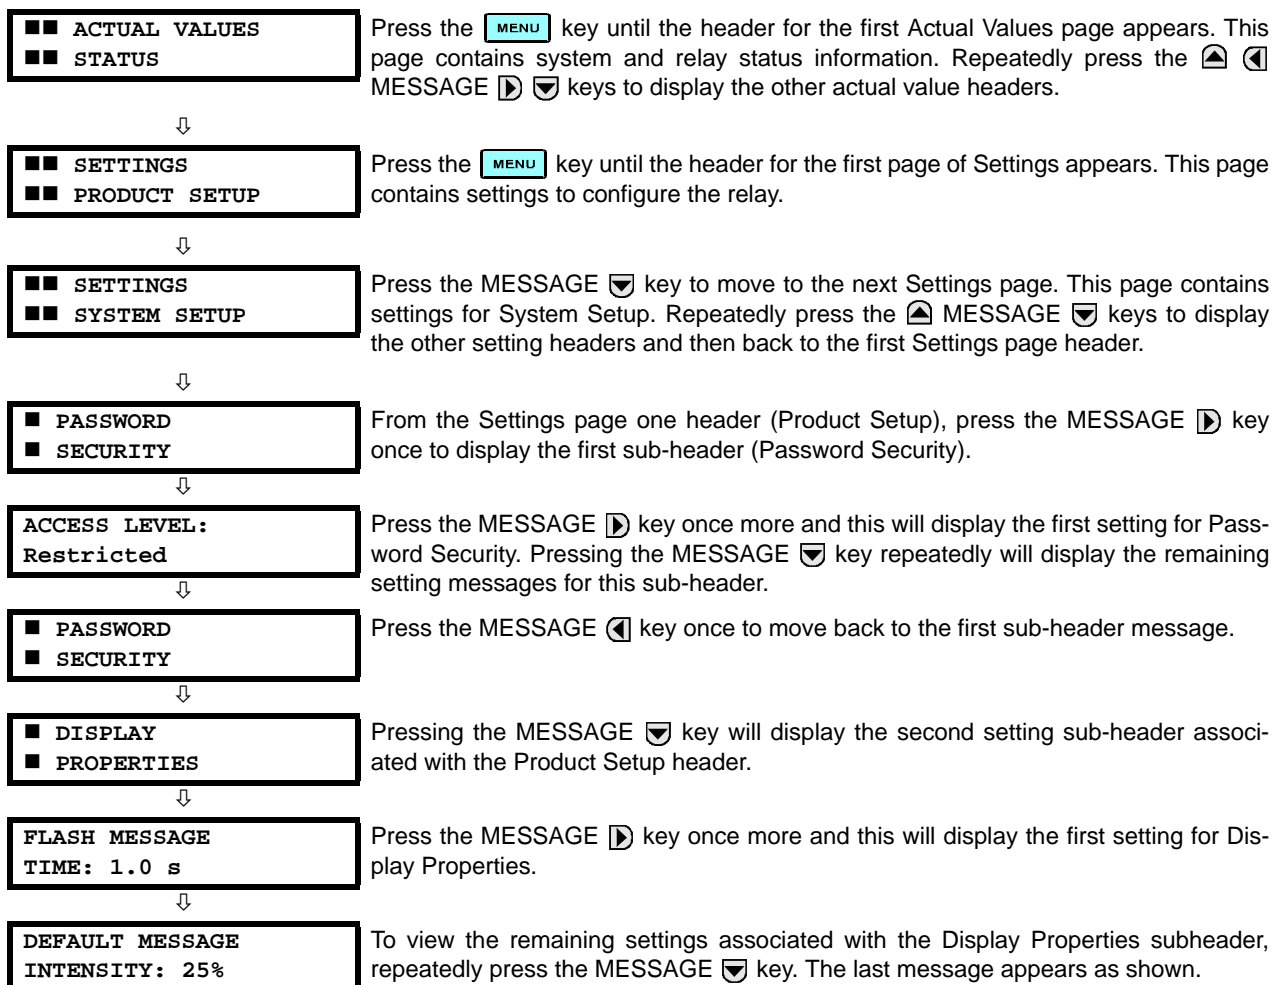 ■■ ACTUAL VALUES
■■ STATUS
Press the MENU key until the header for the first Actual Values page appears. This
page contains system and relay status information. Repeatedly press the
MESSAGE keys to display the other actual value headers.
⇩
■■ SETTINGS
■■ PRODUCT SETUP
Press the MENU key until the header for the first page of Settings appears. This page
contains settings to configure the relay.
⇩
■■ SETTINGS
■■ SYSTEM SETUP
Press the MESSAGE key to move to the next Settings page. This page contains
settings for System Setup. Repeatedly press the MESSAGE keys to display
the other setting headers and then back to the first Settings page header.
⇩
■ PASSWORD
■ SECURITY
From the Settings page one header (Product Setup), press the MESSAGE key
once to display the first sub-header (Password Security).
⇩
ACCESS LEVEL:
Restricted
Press the MESSAGE key once more and this will display the first setting for Pass-
word Security. Pressing the MESSAGE key repeatedly will display the remaining
setting messages for this sub-header.
⇩
■ PASSWORD
■ SECURITY
Press the MESSAGE key once to move back to the first sub-header message.
⇩
■ DISPLAY
■ PROPERTIES
Pressing the MESSAGE key will display the second setting sub-header associ-
ated with the Product Setup header.
⇩
FLASH MESSAGE
TIME: 1.0 s
Press the MESSAGE key once more and this will display the first setting for Dis-
play Properties.
⇩
DEFAULT MESSAGE
INTENSITY: 25%
To view the remaining settings associated with the Display Properties subheader,
repeatedly press the MESSAGE key. The last message appears as shown.